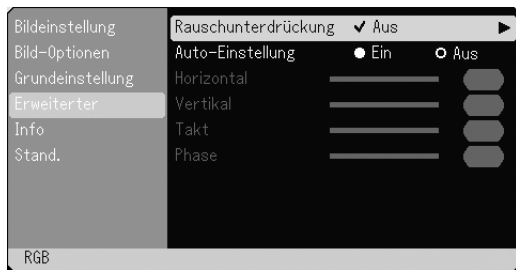 Bildeinstellung
Bild-Optionen
Grundeinstellung
Erweiterter
Info
Stand.
Rauschunterdrückung ✔ Aus
Auto-Einstellung Ein Aus
Horizontal
Vertikal
Takt
Phase
RGB